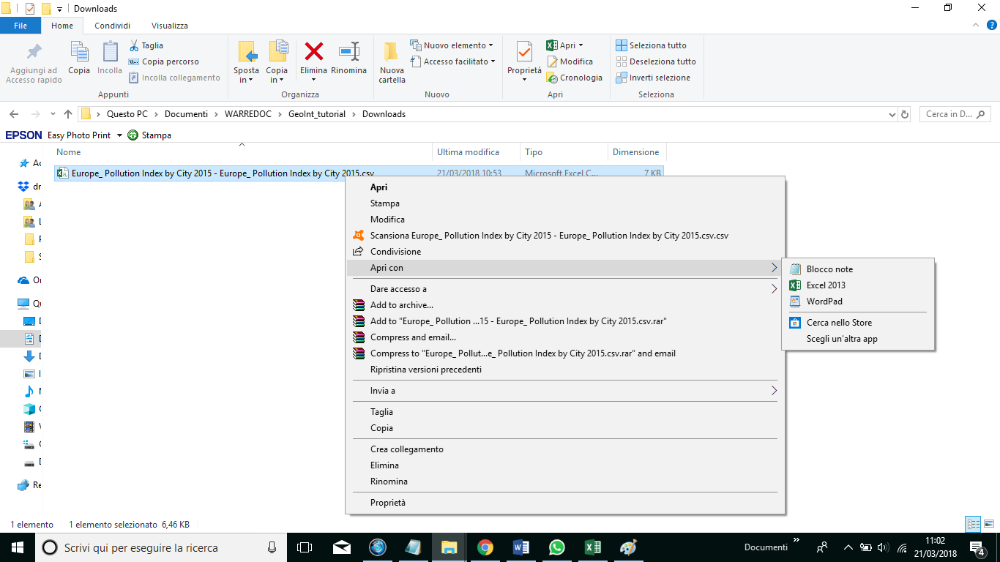 Downloads
File Home Condividi Visualizza
Aggiungi ad
Accesso rapido
Copia
Incolla
Taglia
Copia percorso
Incolla collegamento
Appunti
Sposta
in
Copia
in
Elimina
Rinomina
Organizza
Nuova
cartella
Nuovo elemento
Accesso facilitato
Nuovo
Proprietà
Apri
Modifica
Cronologia
Apri
Seleziona tutto
Deseleziona tutto
Inverti selezione
Seleziona
Questo PC > Documenti > WARREDOC > GeoInt_tutorial > Downloads
Cerca in D...
EPSON Easy Photo Print Stampa
Nome Ultima modifica Tipo Dimensione
Europe_ Pollution Index by City 2015 - Europe_ Pollution Index by City 2015.csv 21/03/2018 10:53 Microsoft Excel C... 7 KB
Apri
Stampa
Modifica
Scansiona Europe_ Pollution Index by City 2015 - Europe_ Pollution Index by City 2015.csv.csv
Condivisione
Apri con
Dare accesso a
Add to archive...
Add to "Europe_ Pollution ...15 - Europe_ Pollution Index by City 2015.csv.rar"
Compress and email...
Compress to "Europe_ Pollut...e_ Pollution Index by City 2015.csv.rar" and email
Ripristina versioni precedenti
Invia a
Taglia
Copia
Crea collegamento
Elimina
Rinomina
Proprietà
Blocco note
Excel 2013
WordPad
Cerca nello Store
Scegli un'altra app
1 elemento 1 elemento selezionato 6,46 KB
Scrivi qui per eseguire la ricerca
Documenti
11:02
21/03/2018
4